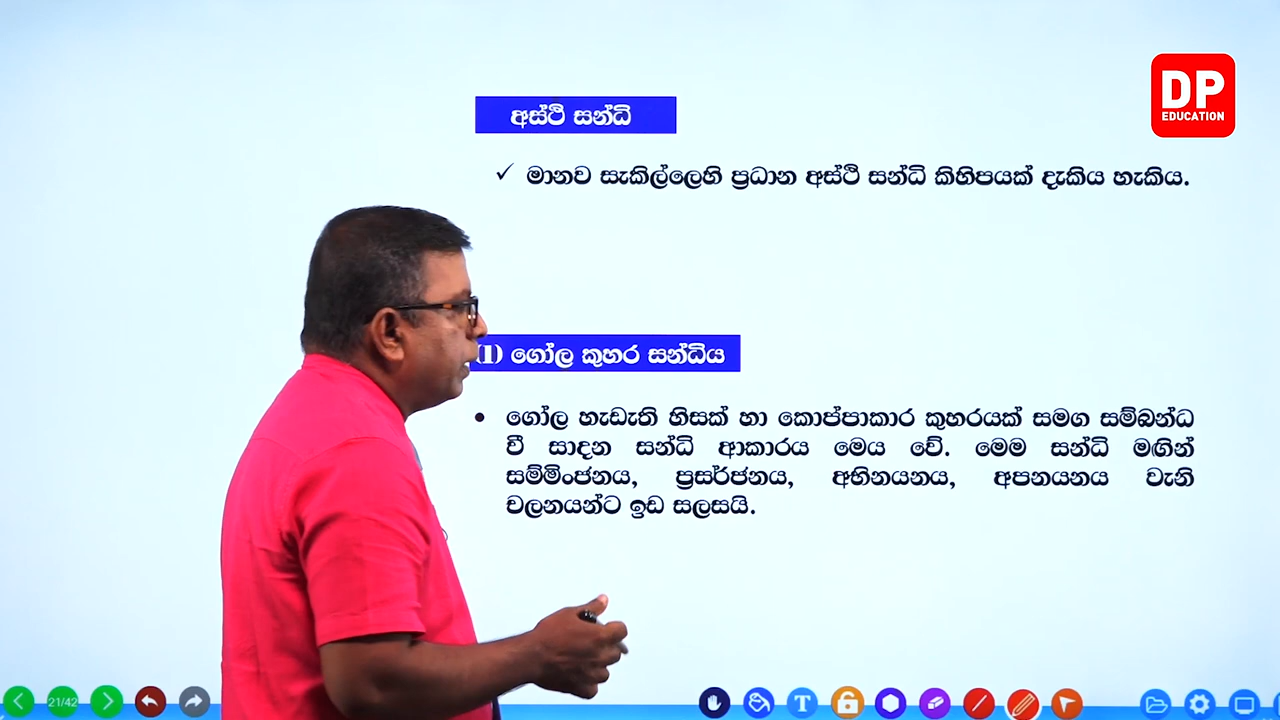 DP
EDUCATION
අස්ථි සන්ධි
✓ මානව සැකිල්ලෙහි ප්‍රධාන අස්ථි සන්ධි කිහිපයක් දැකිය හැකිය.
(1) ගෝල කුහර සන්ධිය
• ගෝල හැඩැති හිසක් හා කොප්පාකාර කුහරයක් සමග සම්බන්ධ
වී සාදන සන්ධි ආකාරය මෙය වේ. මෙම සන්ධි මඟින්
සම්මිංජනය, ප්‍රසර්ජනය, අභිනයනය, අපනයනය වැනි
චලනයන්ට ඉඩ සලසයි.
21/42
T